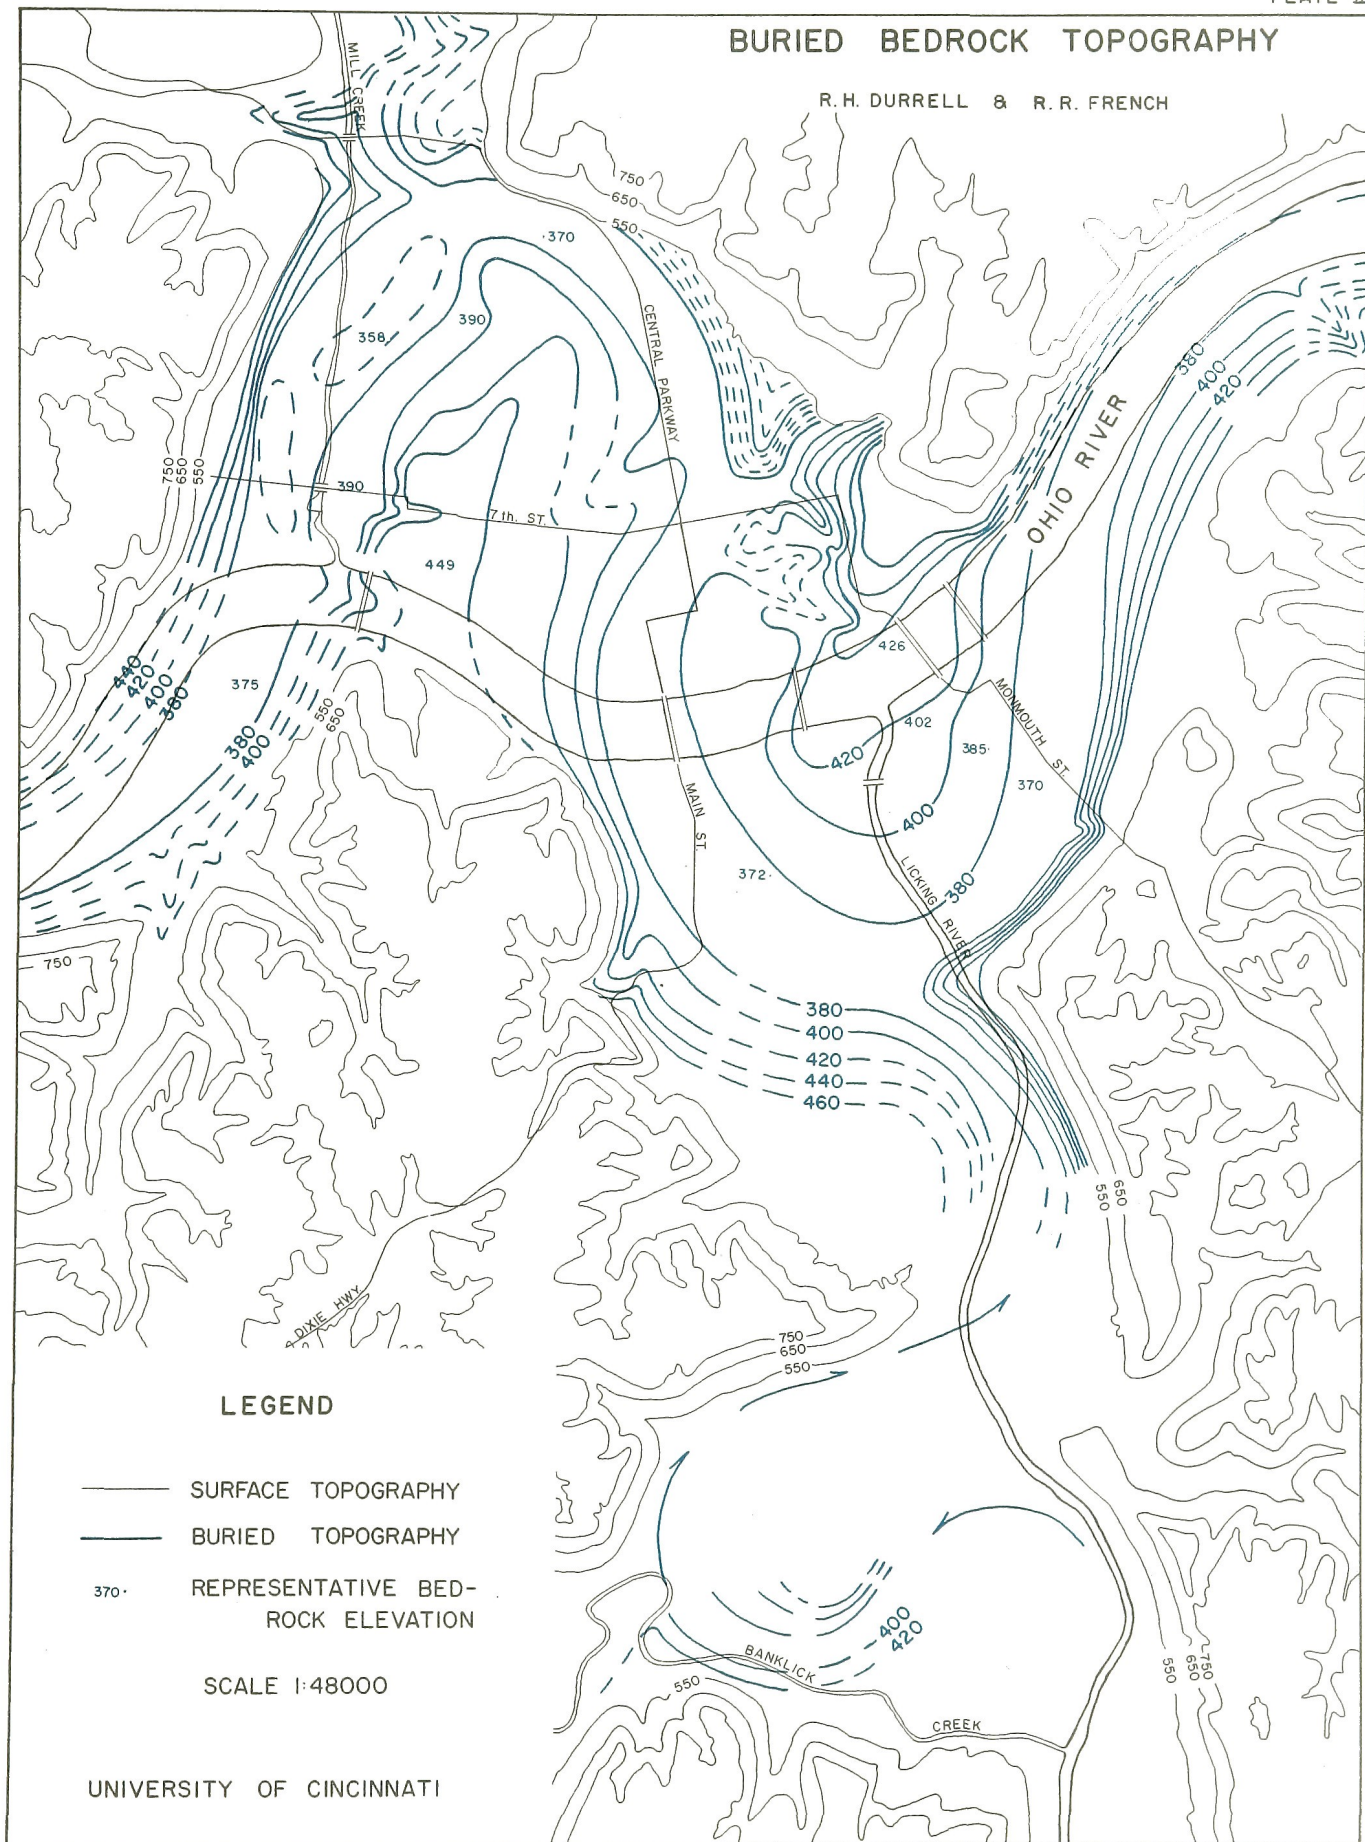 PLATE
BURIED BEDROCK TOPOGRAPHY
R.H. DURRELL & R.R. FRENCH
MILL CREEK
750
650
550
370
CENTRAL PARKWAY
390
358
380
400
420
OHIO RIVER
750
650
550
390
7th. ST.
449
426
440
420
400
380
375
550
650
380
400
MONMOUTH ST.
402
385
370
420
400
MAIN ST.
372
LICKING RIVER
380
750
380
400
420
440
460
550
650
DIXIE HWY.
750
650
550
LEGEND
SURFACE TOPOGRAPHY
BURIED TOPOGRAPHY
370
REPRESENTATIVE BED-
ROCK ELEVATION
SCALE 1:48000
UNIVERSITY OF CINCINNATI
400
420
BANKLICK
CREEK
550
550
650
750